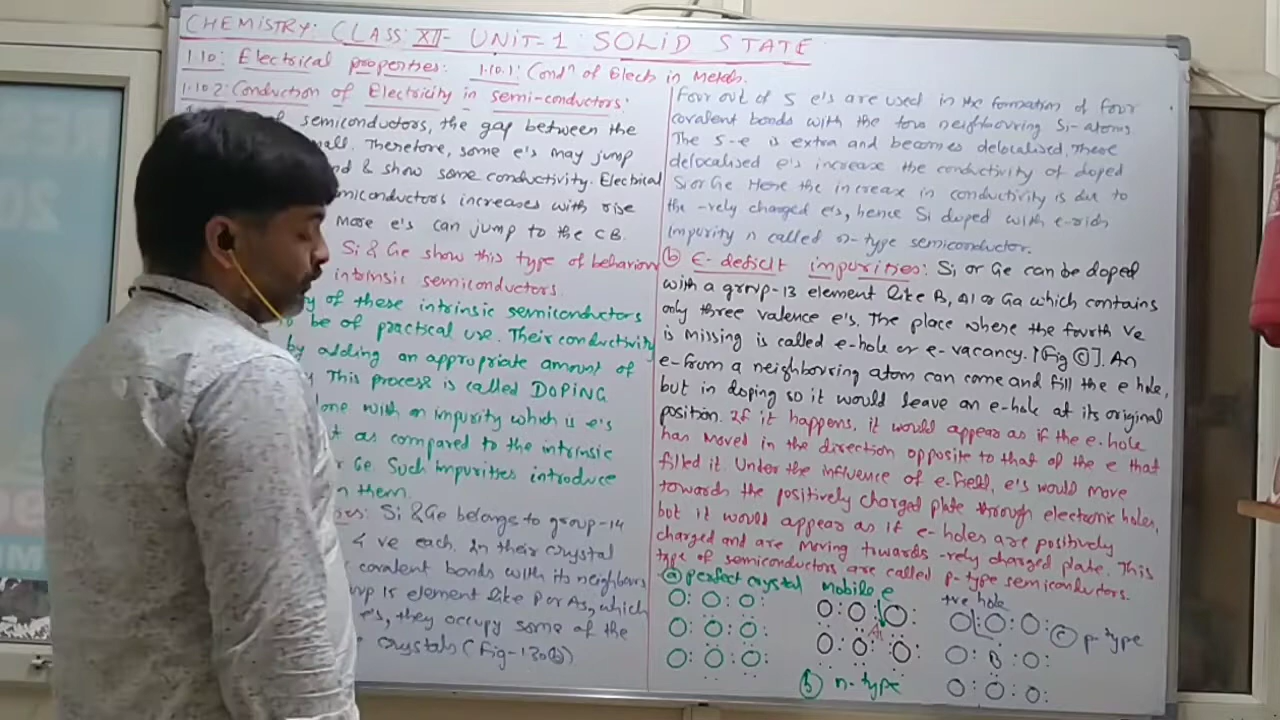 CHEMISTRY: CLASS XII- UNIT-1 SOLID STATE
1.10: Electrical properties: 1.10.1: Condn of Elect in Metals.
1.10.2: Conduction of Electricity in semi-conductors:
semiconductors, the gap between the
Therefore, some e's may jump
& show some conductivity. Electrical
miconductors increases with rise
More e's can jump to the CB.
Si & Ge show this type of behaviour
intrinsic semiconductors.
y of these intrinsic semiconductors
be of practical use. Their conductivity
by adding an appropriate amount of
This process is called DOPING
one with an impurity which is e's
as compared to the intrinsic
Ge. Such impurities introduce
n them.
Si & Ge belongs to group-14
4 ve each. In their crystal
covalent bonds with its neighbours
15 element like P or As, which
e's, they occupy some of the
crystals (Fig-130b)
Four out of 5 e's are used in the formation of four
covalent bonds with the four neighbouring Si-atoms.
The 5-e is extra and becomes delocalised. These
delocalised e's increase the conductivity of doped
Si or Ge Here the increase in conductivity is due to
the -vely charged e's, hence Si doped with e-rich
impurity n called n-type semiconductor.
(b) E-deficit impurities: Si or Ge can be doped
with a group-13 element like B, Al or Ga which contains
only three valence e's. The place where the fourth ve
is missing is called e-hole or e-vacancy. [Fig (c)]. An
e-from a neighbouring atom can come and fill the e hole,
but in doping so it would leave an e-hole at its original
position. If it happens, it would appear as if the e-hole
has moved in the direction opposite to that of the e that
filled it. Under the influence of e-field, e's would move
towards the positively charged plate through electronic holes,
but it would appear as if e-holes are positively
charged and are moving towards -vely charged plate. This
type of semiconductors are called p-type semiconductors.
(a) perfect crystal mobile e
+ve hole
(c) p-type
B
(b) n-type